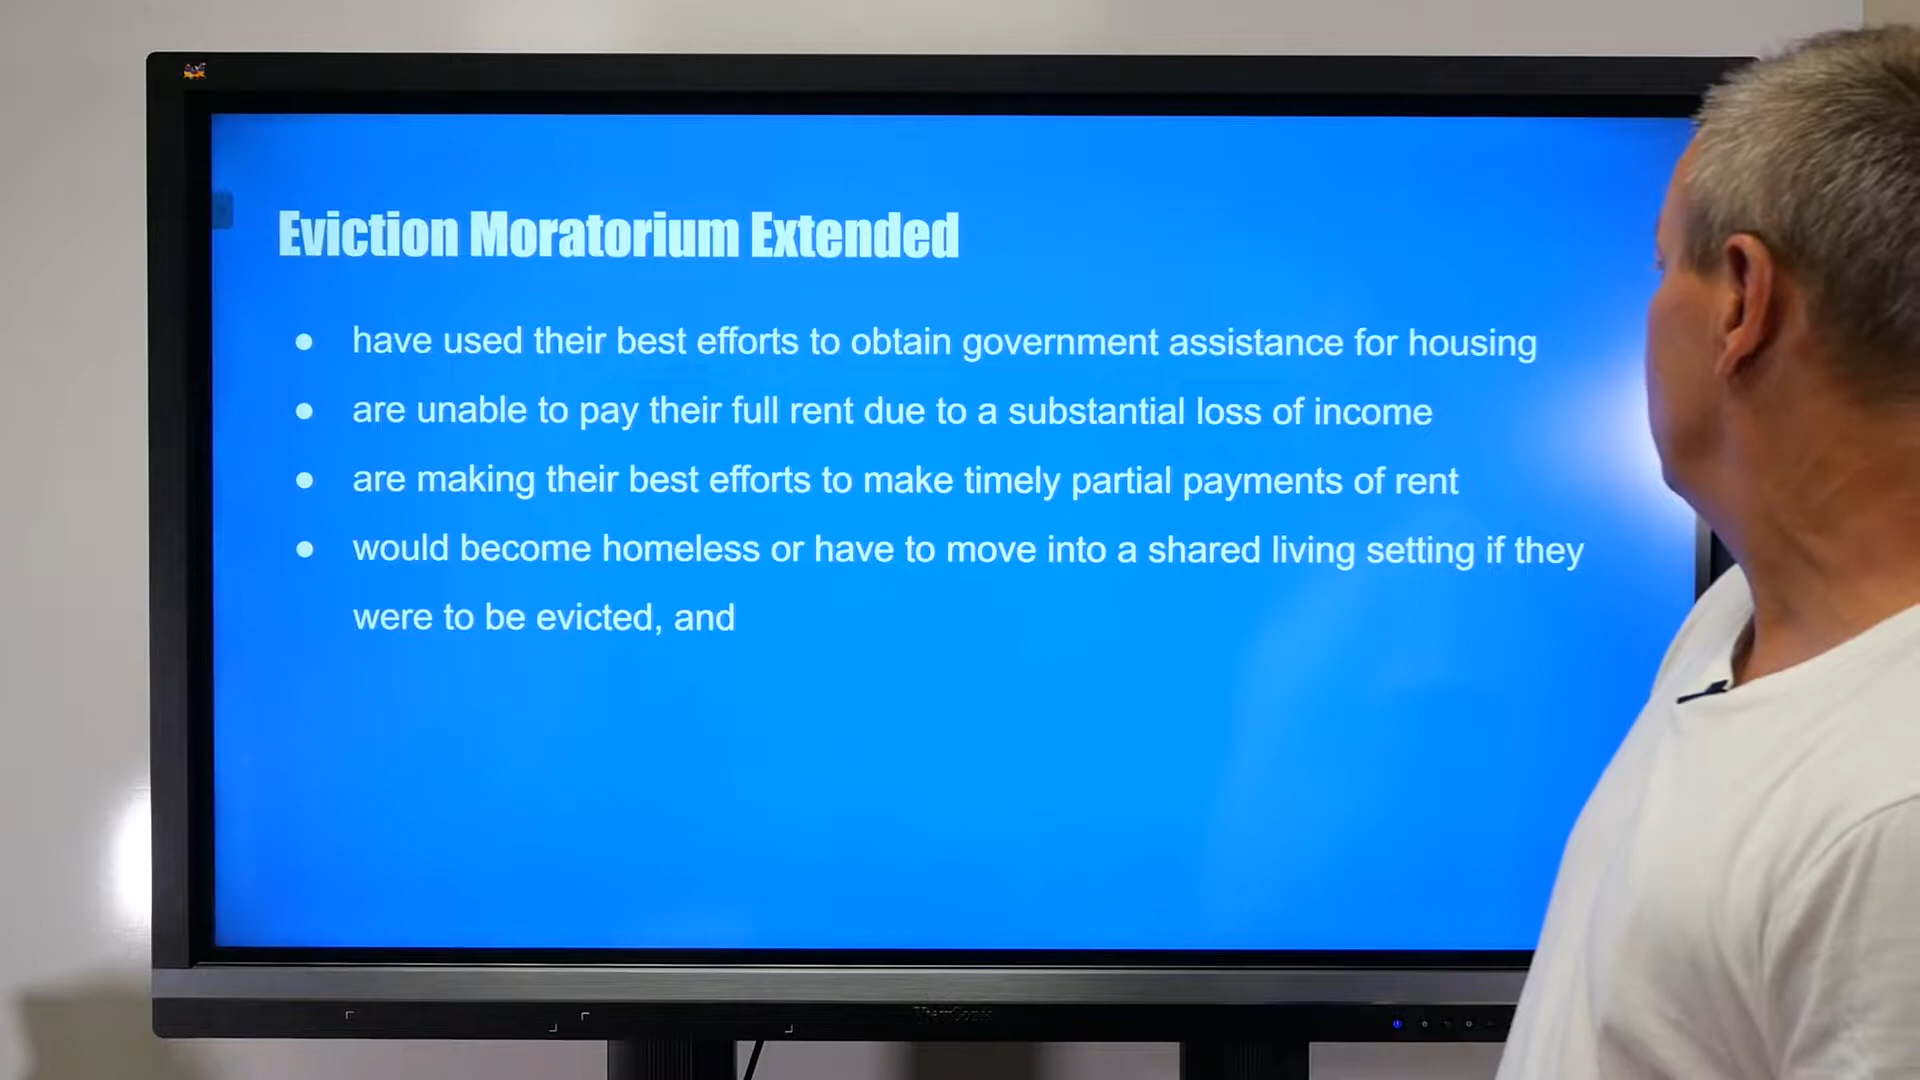 Eviction Moratorium Extended
● have used their best efforts to obtain government assistance for housing
● are unable to pay their full rent due to a substantial loss of income
● are making their best efforts to make timely partial payments of rent
● would become homeless or have to move into a shared living setting if they
were to be evicted, and
ViewSonic